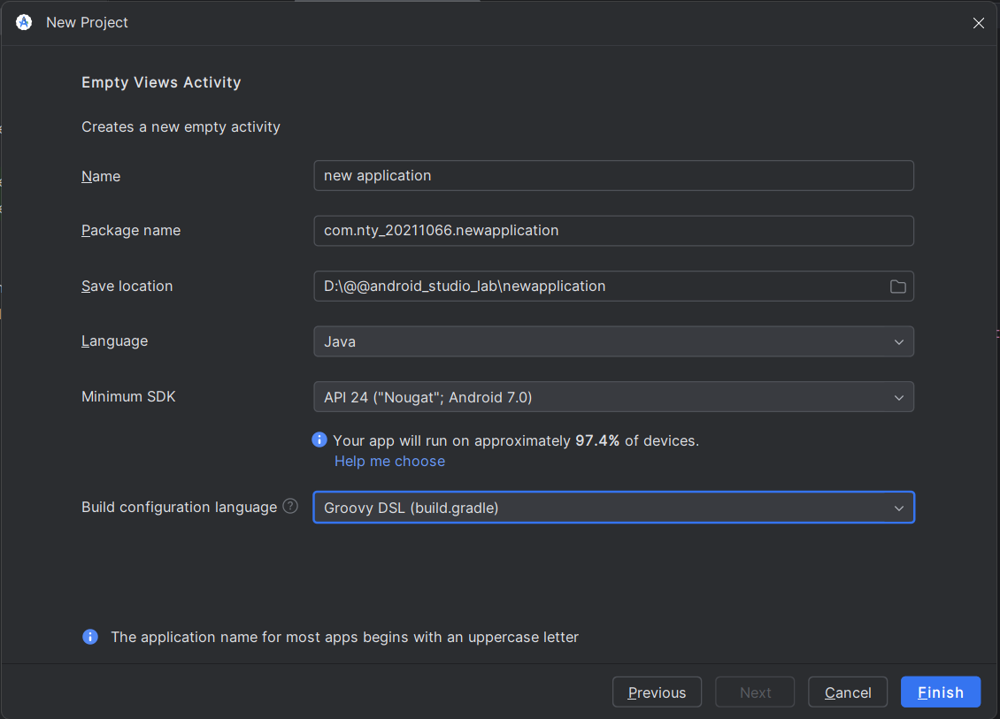 New Project
Empty Views Activity
Creates a new empty activity
Name
new application
Package name
com.nty_20211066.newapplication
Save location
D:\@@android_studio_lab\newapplication
Language
Java
Minimum SDK
API 24 ("Nougat"; Android 7.0)
Your app will run on approximately 97.4% of devices.
Help me choose
Build configuration language
Groovy DSL (build.gradle)
The application name for most apps begins with an uppercase letter
Previous
Next
Cancel
Finish